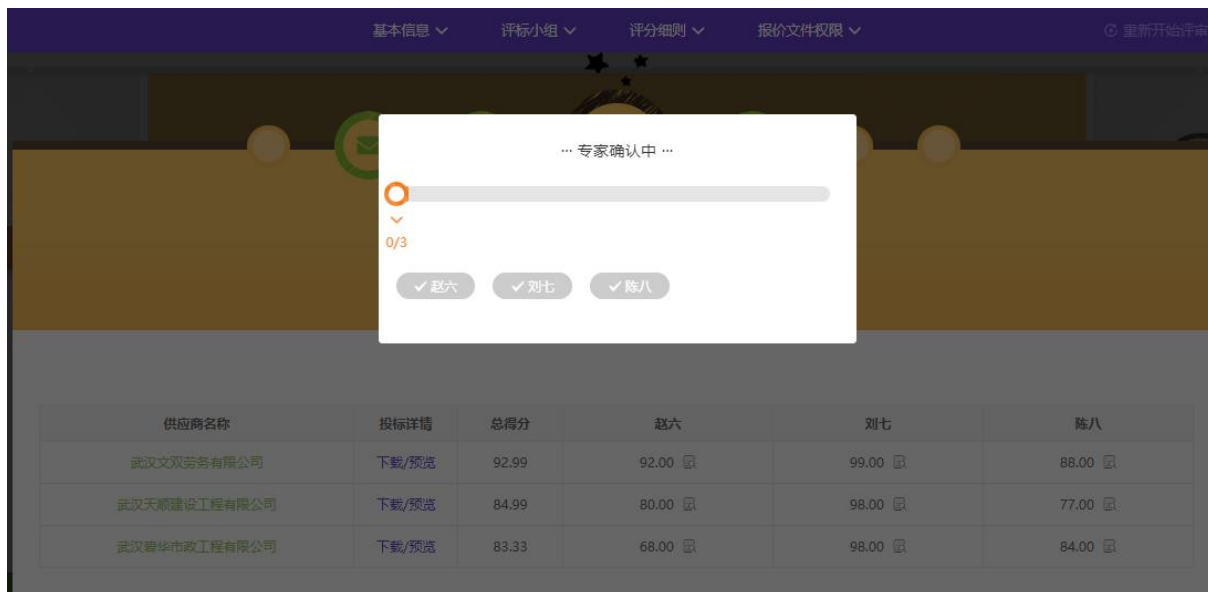 基本信息 评标小组 评分细则 报价文件权限 重新开始评审
··· 专家确认中 ···
0/3
赵六 刘七 陈八
供应商名称 投标详情 总得分 赵六 刘七 陈八
武汉文双劳务有限公司 下载/预览 92.99 92.00 99.00 88.00
武汉天顺建设工程有限公司 下载/预览 84.99 80.00 98.00 77.00
武汉碧华市政工程有限公司 下载/预览 83.33 68.00 98.00 84.00